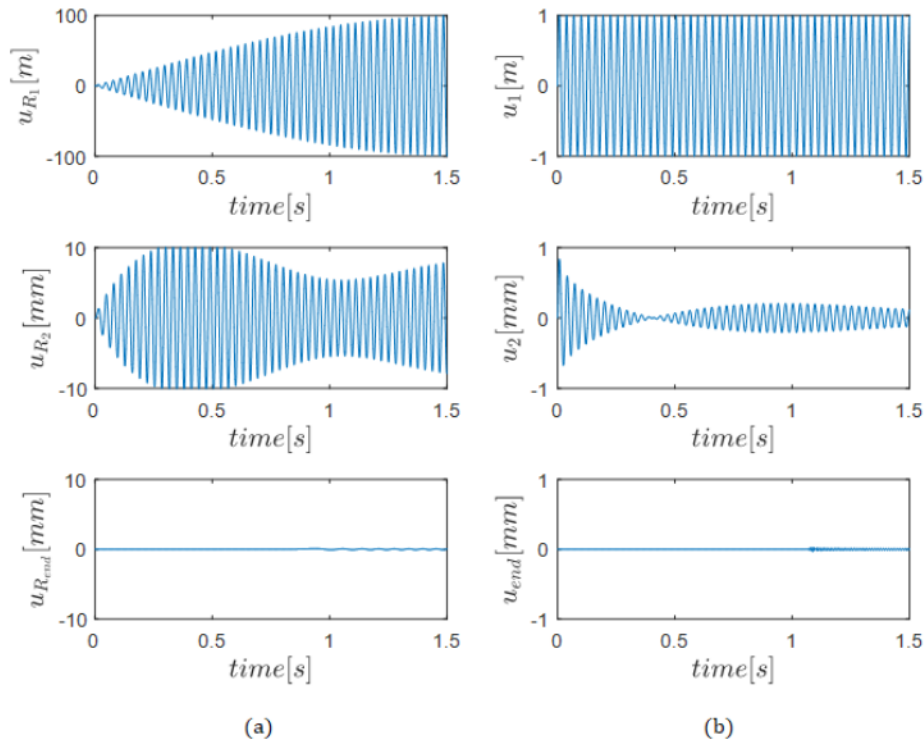 100
0
-100
u_{R_1}[m]
0 0.5 1 1.5
time[s]
1
0
-1
u_1[m]
0 0.5 1 1.5
time[s]
10
0
-10
u_{R_2}[mm]
0 0.5 1 1.5
time[s]
1
0
-1
u_2[mm]
0 0.5 1 1.5
time[s]
10
0
-10
u_{R_{end}}[mm]
0 0.5 1 1.5
time[s]
1
0
-1
u_{end}[mm]
0 0.5 1 1.5
time[s]
(a)
(b)